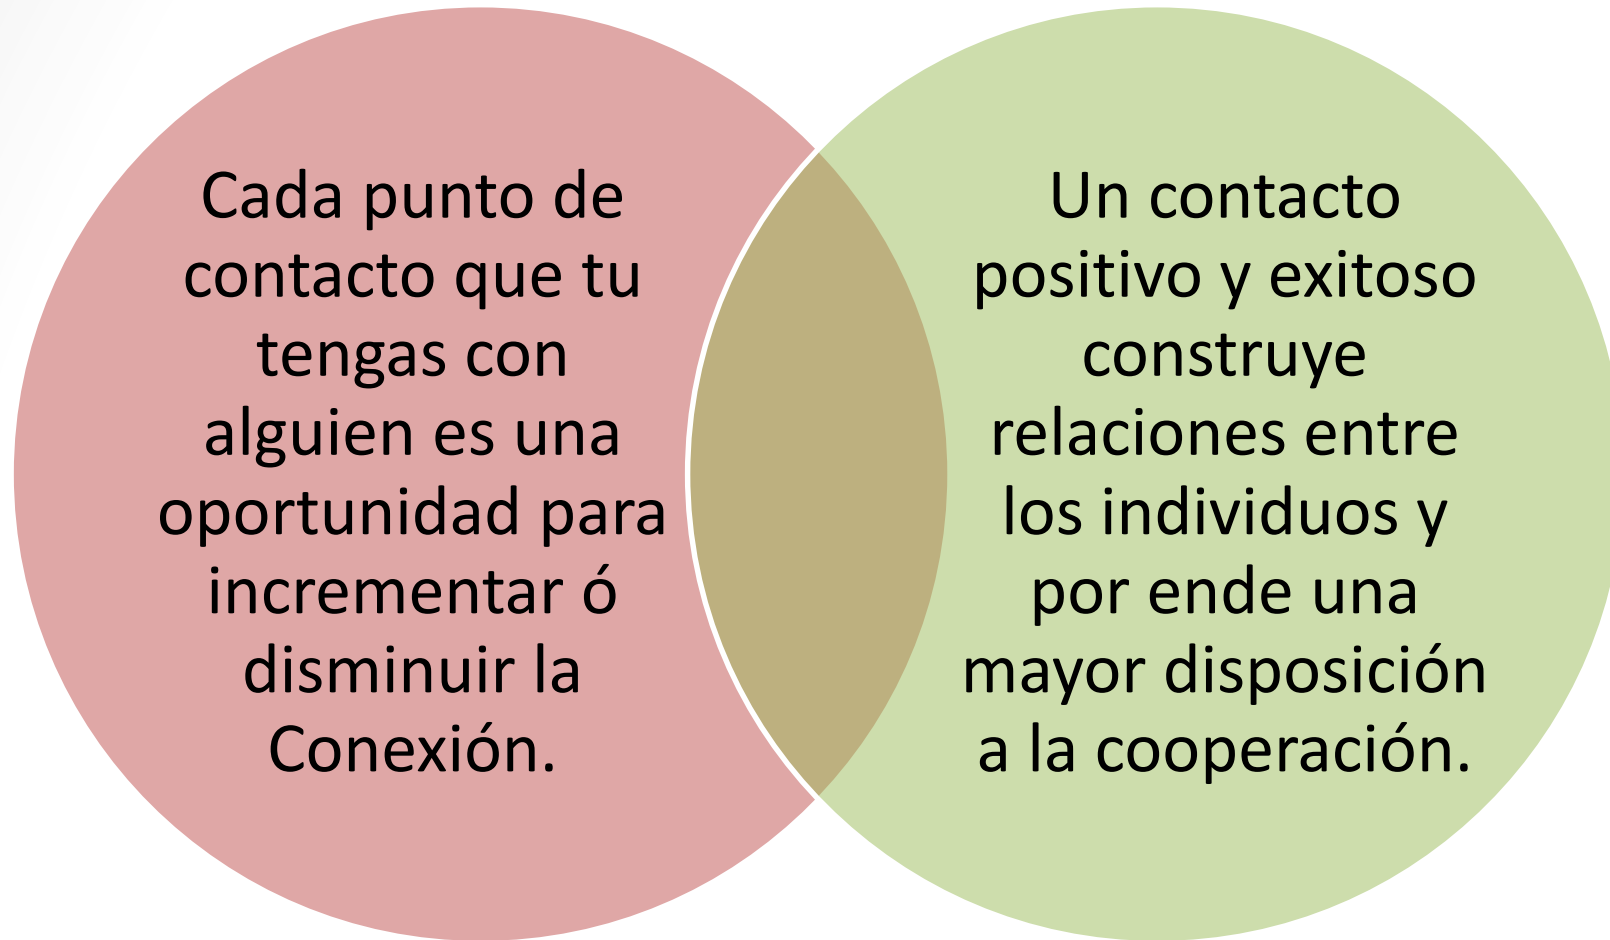 Cada punto de
contacto que tu
tengas con
alguien es una
oportunidad para
incrementar ó
disminuir la
Conexión.
Un contacto
positivo y exitoso
construye
relaciones entre
los individuos y
por ende una
mayor disposición
a la cooperación.